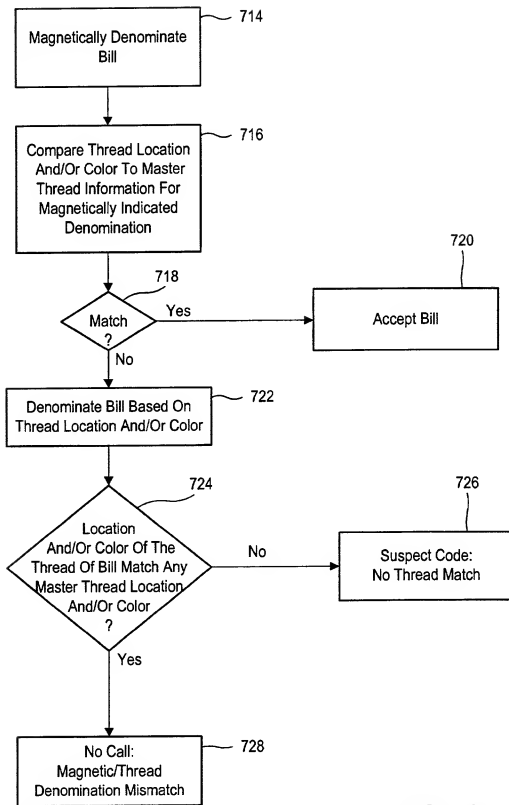 714
Magnetically Denominate
Bill
716
Compare Thread Location
And/Or Color To Master
Thread Information For
Magnetically Indicated
Denomination
718
Match
?
Yes
No
720
Accept Bill
722
Denominate Bill Based On
Thread Location And/Or Color
724
Location
And/Or Color Of The
Thread Of Bill Match Any
Master Thread Location
And/Or Color
?
No
Yes
726
Suspect Code:
No Thread Match
728
No Call:
Magnetic/Thread
Denomination Mismatch